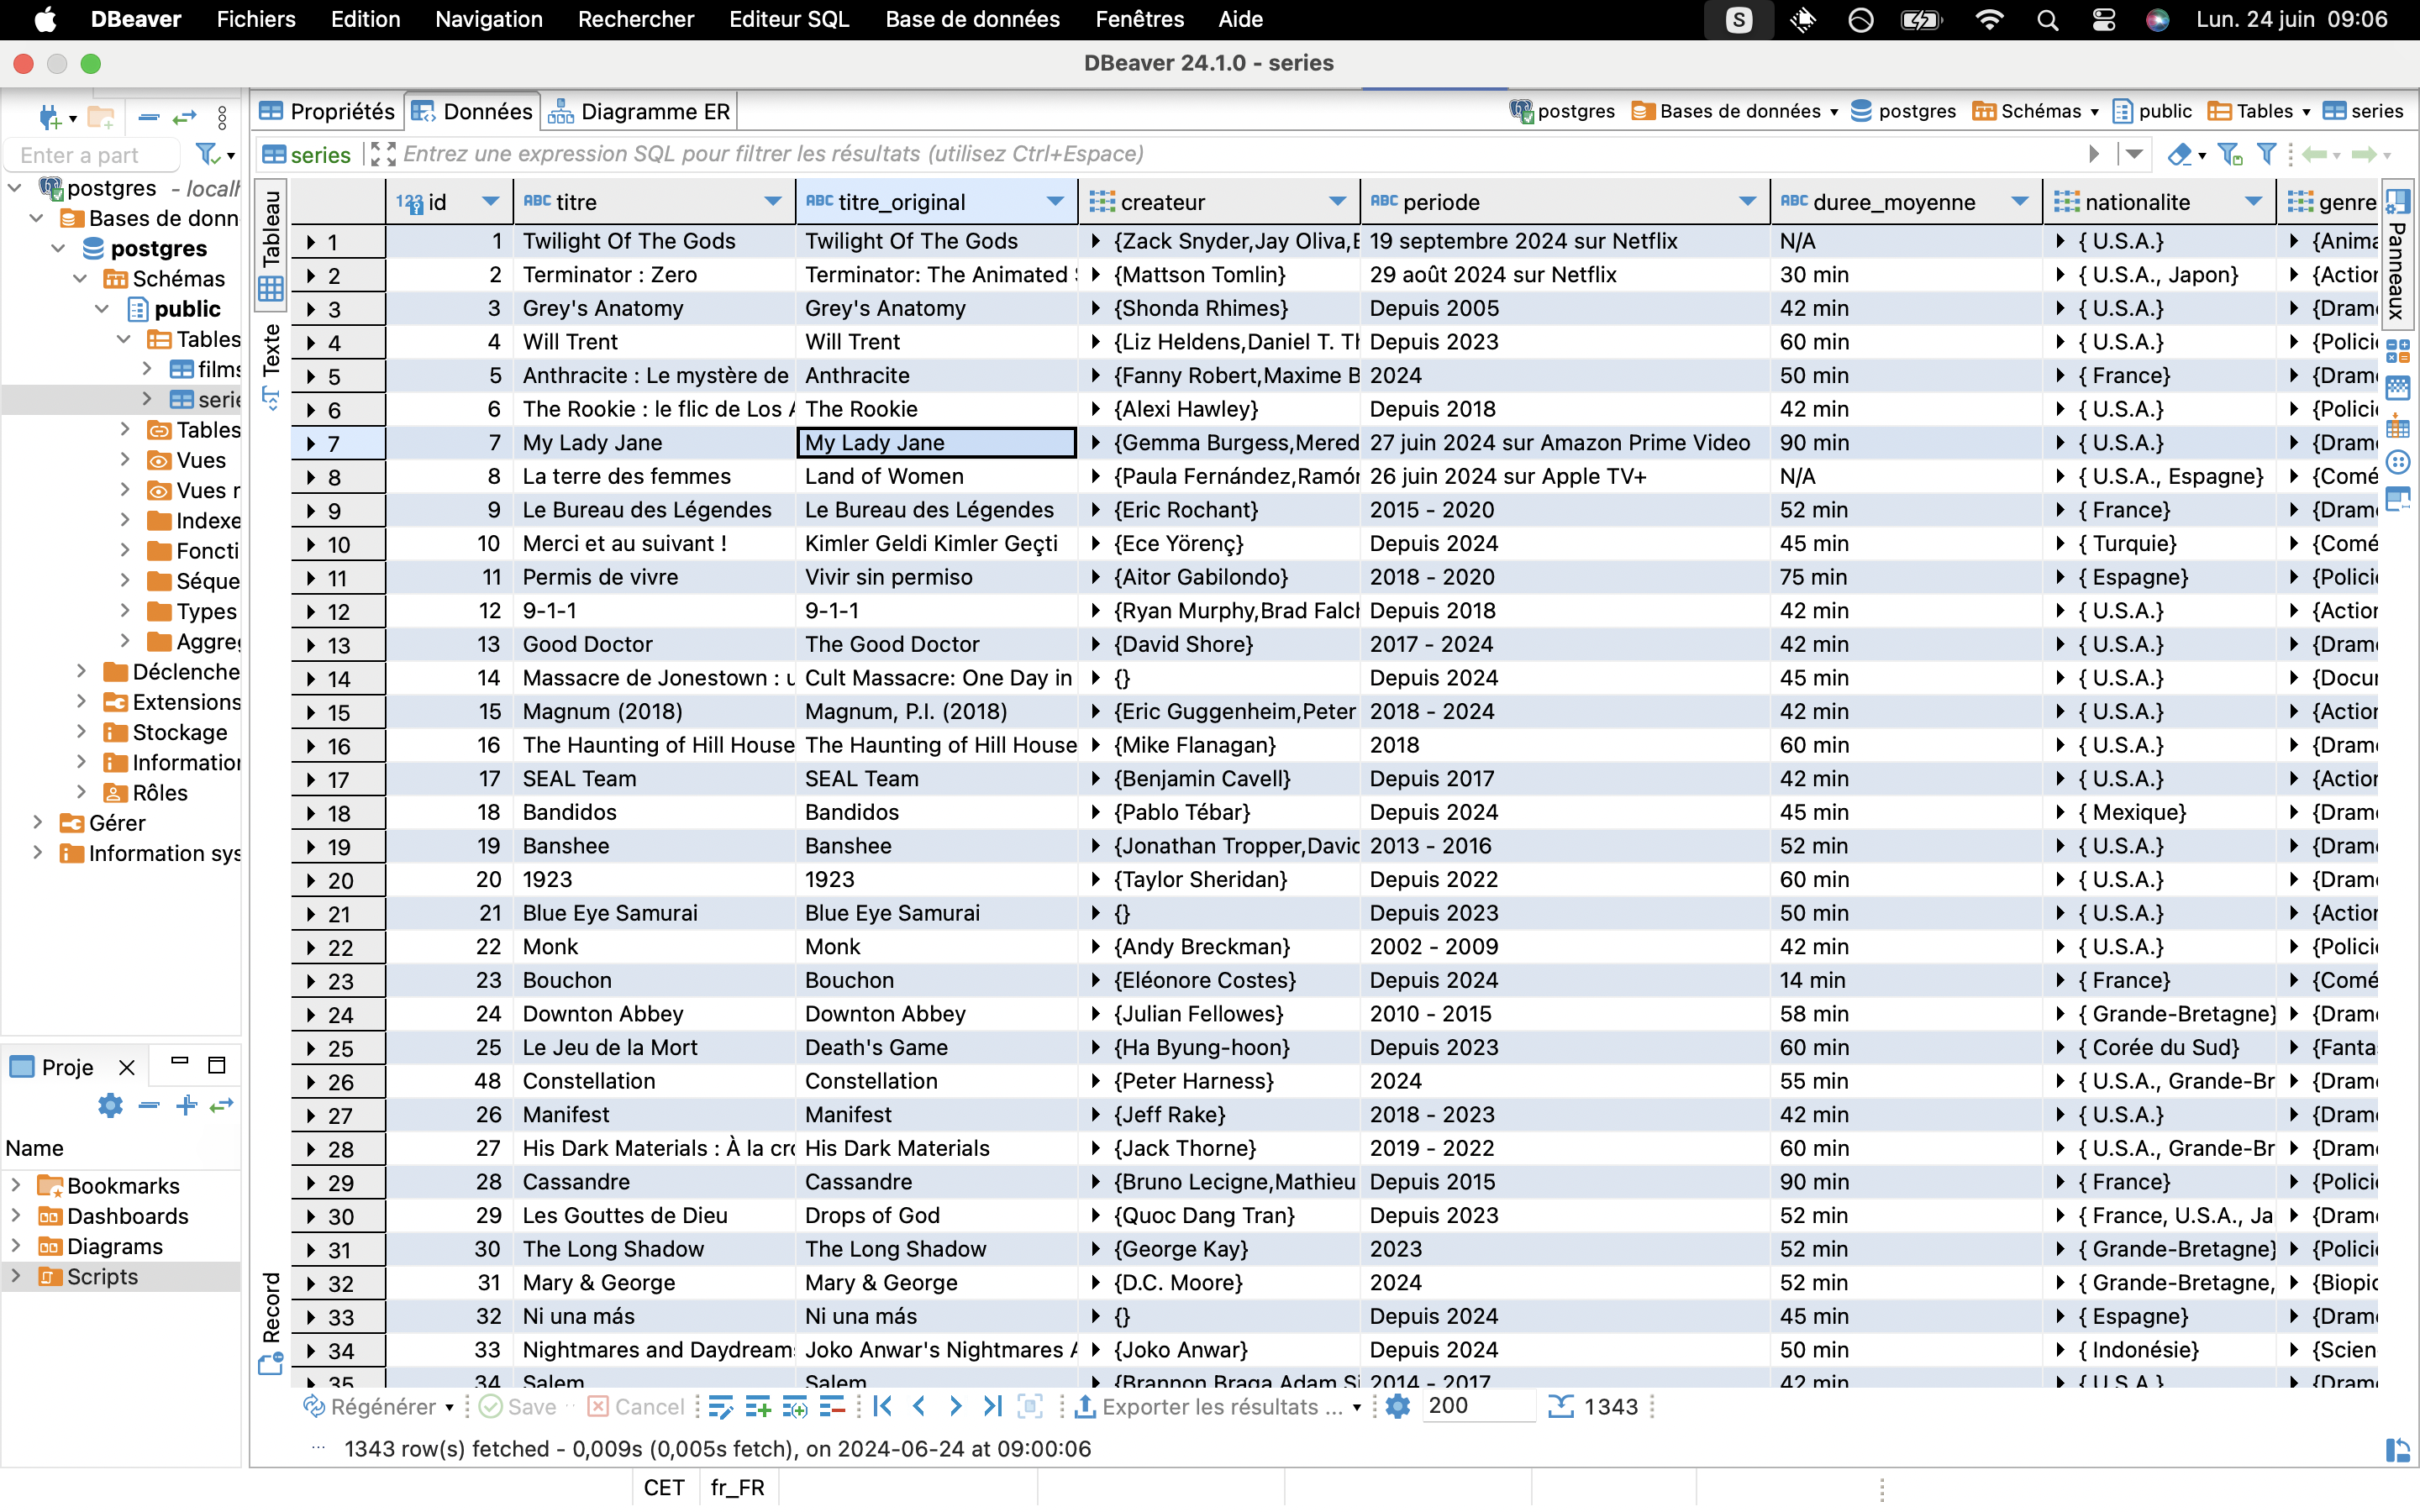 DBeaver Fichiers Edition Navigation Rechercher Editeur SQL Base de données Fenêtres Aide S Lun. 24 juin 09:06
DBeaver 24.1.0 - series
Propriétés Données Diagramme ER postgres Bases de données postgres Schémas public Tables series
Enter a part
series Entrez une expression SQL pour filtrer les résultats (utilisez Ctrl+Espace)
postgres - localh
Bases de donn
postgres
Schémas
public
Tables
films
serie
Tables
Vues
Vues r
Indexe
Foncti
Séque
Types
Aggre
Déclenche
Extensions
Stockage
Information
Rôles
Gérer
Information sys
Proje
Name
Bookmarks
Dashboards
Diagrams
Scripts
Tableau
Texte
Record
Panneaux
123 id ABC titre ABC titre_original createur ABC periode ABC duree_moyenne nationalite genre
1 1 Twilight Of The Gods Twilight Of The Gods {Zack Snyder,Jay Oliva,E 19 septembre 2024 sur Netflix N/A { U.S.A.} {Anima
2 2 Terminator : Zero Terminator: The Animated S {Mattson Tomlin} 29 août 2024 sur Netflix 30 min { U.S.A., Japon} {Action
3 3 Grey's Anatomy Grey's Anatomy {Shonda Rhimes} Depuis 2005 42 min { U.S.A.} {Dram
4 4 Will Trent Will Trent {Liz Heldens,Daniel T. Th Depuis 2023 60 min { U.S.A.} {Polici
5 5 Anthracite : Le mystère de Anthracite {Fanny Robert,Maxime B 2024 50 min { France} {Dram
6 6 The Rookie : le flic de Los A The Rookie {Alexi Hawley} Depuis 2018 42 min { U.S.A.} {Polici
7 7 My Lady Jane My Lady Jane {Gemma Burgess,Mered 27 juin 2024 sur Amazon Prime Video 90 min { U.S.A.} {Dram
8 8 La terre des femmes Land of Women {Paula Fernández,Ramór 26 juin 2024 sur Apple TV+ N/A { U.S.A., Espagne} {Comé
9 9 Le Bureau des Légendes Le Bureau des Légendes {Eric Rochant} 2015 - 2020 52 min { France} {Dram
10 10 Merci et au suivant ! Kimler Geldi Kimler Geçti {Ece Yörenç} Depuis 2024 45 min { Turquie} {Comé
11 11 Permis de vivre Vivir sin permiso {Aitor Gabilondo} 2018 - 2020 75 min { Espagne} {Polici
12 12 9-1-1 9-1-1 {Ryan Murphy,Brad Falch Depuis 2018 42 min { U.S.A.} {Action
13 13 Good Doctor The Good Doctor {David Shore} 2017 - 2024 42 min { U.S.A.} {Dram
14 14 Massacre de Jonestown : u Cult Massacre: One Day in {} Depuis 2024 45 min { U.S.A.} {Docu
15 15 Magnum (2018) Magnum, P.I. (2018) {Eric Guggenheim,Peter 2018 - 2024 42 min { U.S.A.} {Action
16 16 The Haunting of Hill House The Haunting of Hill House {Mike Flanagan} 2018 60 min { U.S.A.} {Dram
17 17 SEAL Team SEAL Team {Benjamin Cavell} Depuis 2017 42 min { U.S.A.} {Action
18 18 Bandidos Bandidos {Pablo Tébar} Depuis 2024 45 min { Mexique} {Dram
19 19 Banshee Banshee {Jonathan Tropper,David 2013 - 2016 52 min { U.S.A.} {Dram
20 20 1923 1923 {Taylor Sheridan} Depuis 2022 60 min { U.S.A.} {Dram
21 21 Blue Eye Samurai Blue Eye Samurai {} Depuis 2023 50 min { U.S.A.} {Action
22 22 Monk Monk {Andy Breckman} 2002 - 2009 42 min { U.S.A.} {Polici
23 23 Bouchon Bouchon {Eléonore Costes} Depuis 2024 14 min { France} {Comé
24 24 Downton Abbey Downton Abbey {Julian Fellowes} 2010 - 2015 58 min { Grande-Bretagne} {Dram
25 25 Le Jeu de la Mort Death's Game {Ha Byung-hoon} Depuis 2023 60 min { Corée du Sud} {Fanta
26 48 Constellation Constellation {Peter Harness} 2024 55 min { U.S.A., Grande-Br {Dram
27 26 Manifest Manifest {Jeff Rake} 2018 - 2023 42 min { U.S.A.} {Dram
28 27 His Dark Materials : À la cro His Dark Materials {Jack Thorne} 2019 - 2022 60 min { U.S.A., Grande-Br {Dram
29 28 Cassandre Cassandre {Bruno Lecigne,Mathieu Depuis 2015 90 min { France} {Polici
30 29 Les Gouttes de Dieu Drops of God {Quoc Dang Tran} Depuis 2023 52 min { France, U.S.A., Ja {Dram
31 30 The Long Shadow The Long Shadow {George Kay} 2023 52 min { Grande-Bretagne} {Polici
32 31 Mary & George Mary & George {D.C. Moore} 2024 52 min { Grande-Bretagne, {Biopic
33 32 Ni una más Ni una más {} Depuis 2024 45 min { Espagne} {Dram
34 33 Nightmares and Daydream Joko Anwar's Nightmares A {Joko Anwar} Depuis 2024 50 min { Indonésie} {Scien
35 34 Salem Salem {Brannon Braga,Adam Si 2014 - 2017 42 min { U.S.A.} {Dram
Régénérer Save Cancel Exporter les résultats ... 200 1343
... 1343 row(s) fetched - 0,009s (0,005s fetch), on 2024-06-24 at 09:00:06
CET fr_FR